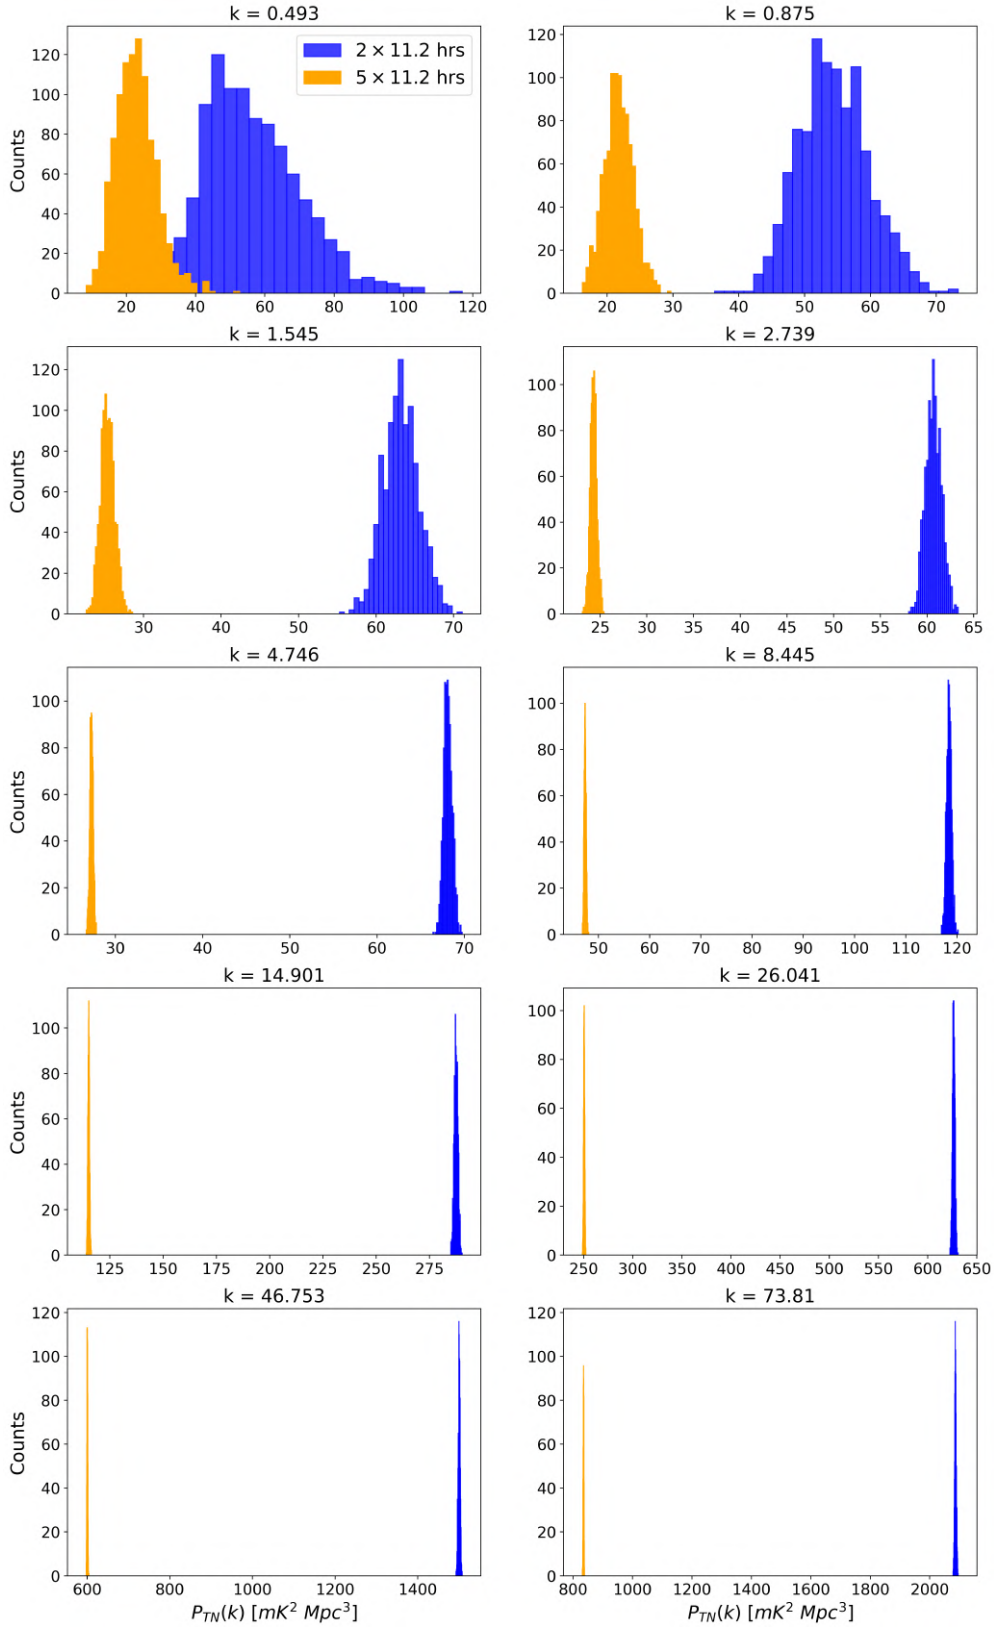 k = 0.493
k = 0.875
120
100
80
60
40
20
0
Counts
2 × 11.2 hrs
5 × 11.2 hrs
20 40 60 80 100 120
120
100
80
60
40
20
0
20 30 40 50 60 70
k = 1.545
k = 2.739
120
100
80
60
40
20
0
Counts
30 40 50 60 70
100
80
60
40
20
0
25 30 35 40 45 50 55 60 65
k = 4.746
k = 8.445
100
80
60
40
20
0
Counts
30 40 50 60 70
100
80
60
40
20
0
50 60 70 80 90 100 110 120
k = 14.901
k = 26.041
100
80
60
40
20
0
Counts
125 150 175 200 225 250 275
100
80
60
40
20
0
250 300 350 400 450 500 550 600 650
k = 46.753
k = 73.81
120
100
80
60
40
20
0
Counts
600 800 1000 1200 1400
P_TN(k) [mK² Mpc³]
120
100
80
60
40
20
0
800 1000 1200 1400 1600 1800 2000
P_TN(k) [mK² Mpc³]